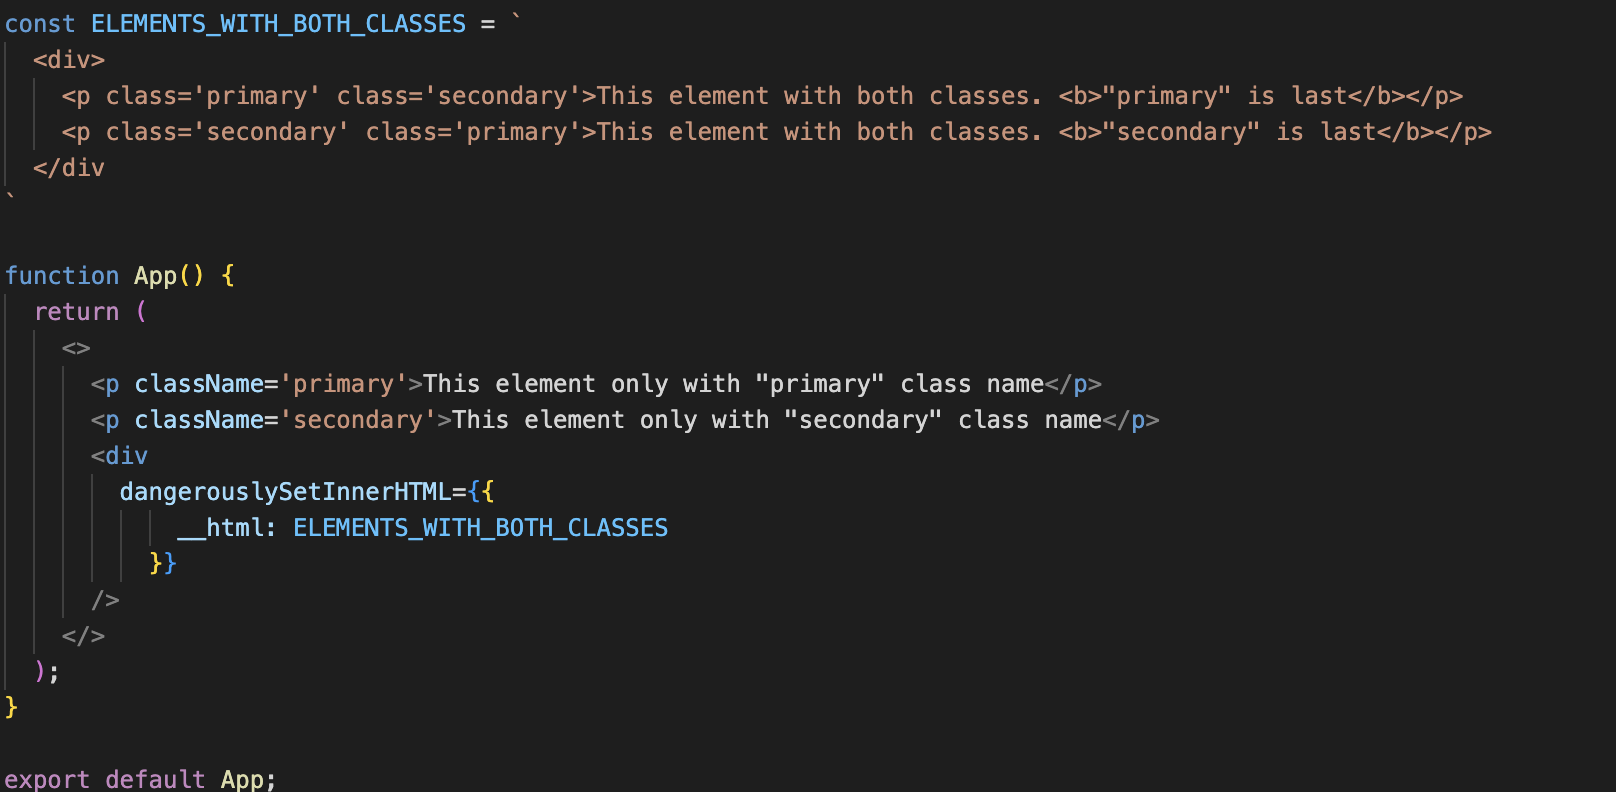 const ELEMENTS_WITH_BOTH_CLASSES = `
  <div>
    <p class='primary' class='secondary'>This element with both classes. <b>"primary" is last</b></p>
    <p class='secondary' class='primary'>This element with both classes. <b>"secondary" is last</b></p>
  </div
`

function App() {
  return (
    <>
      <p className='primary'>This element only with "primary" class name</p>
      <p className='secondary'>This element only with "secondary" class name</p>
      <div
        dangerouslySetInnerHTML={{
            __html: ELEMENTS_WITH_BOTH_CLASSES
          }}
      />
    </>
  );
}

export default App;